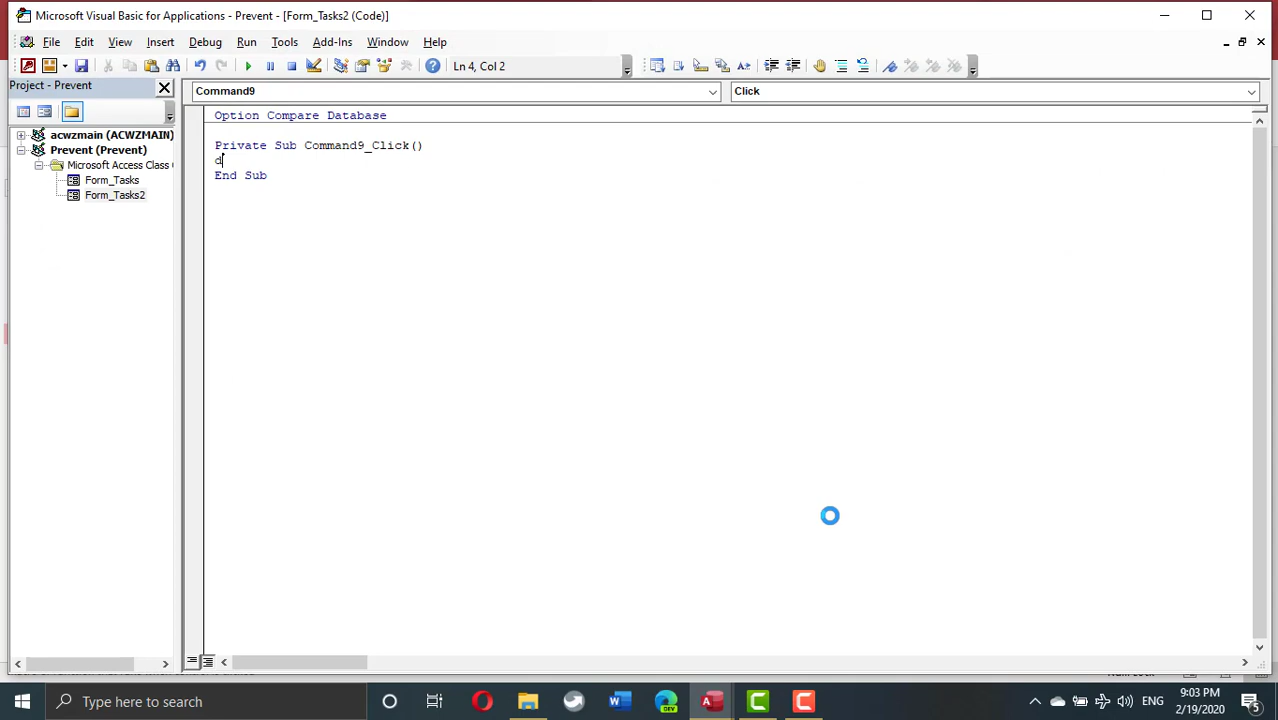 Microsoft Visual Basic for Applications - Prevent - [Form_Tasks2 (Code)]
File Edit View Insert Debug Run Tools Add-Ins Window Help
Ln 4, Col 2
Project - Prevent
Command9
Click
acwzmain (ACWZMAIN)
Prevent (Prevent)
Microsoft Access Class
Form_Tasks
Form_Tasks2
Option Compare Database
Private Sub Command9_Click()
d
End Sub
Type here to search
DEV
ENG
9:03 PM
2/19/2020
5